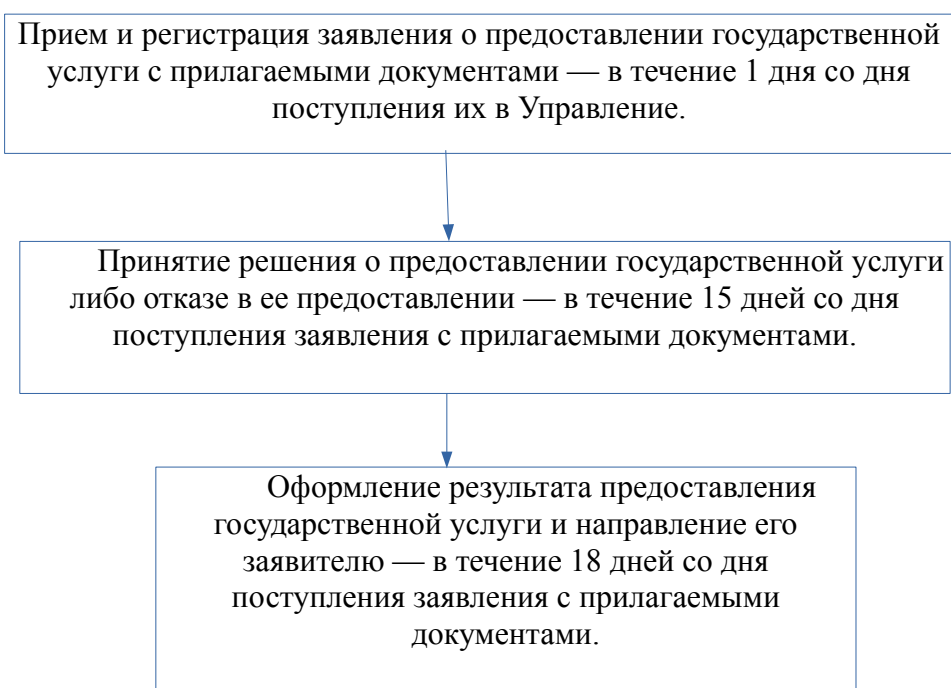 Прием и регистрация заявления о предоставлении государственной
услуги с прилагаемыми документами — в течение 1 дня со дня
поступления их в Управление.
Принятие решения о предоставлении государственной услуги
либо отказе в ее предоставлении — в течение 15 дней со дня
поступления заявления с прилагаемыми документами.
Оформление результата предоставления
государственной услуги и направление его
заявителю — в течение 18 дней со дня
поступления заявления с прилагаемыми
документами.